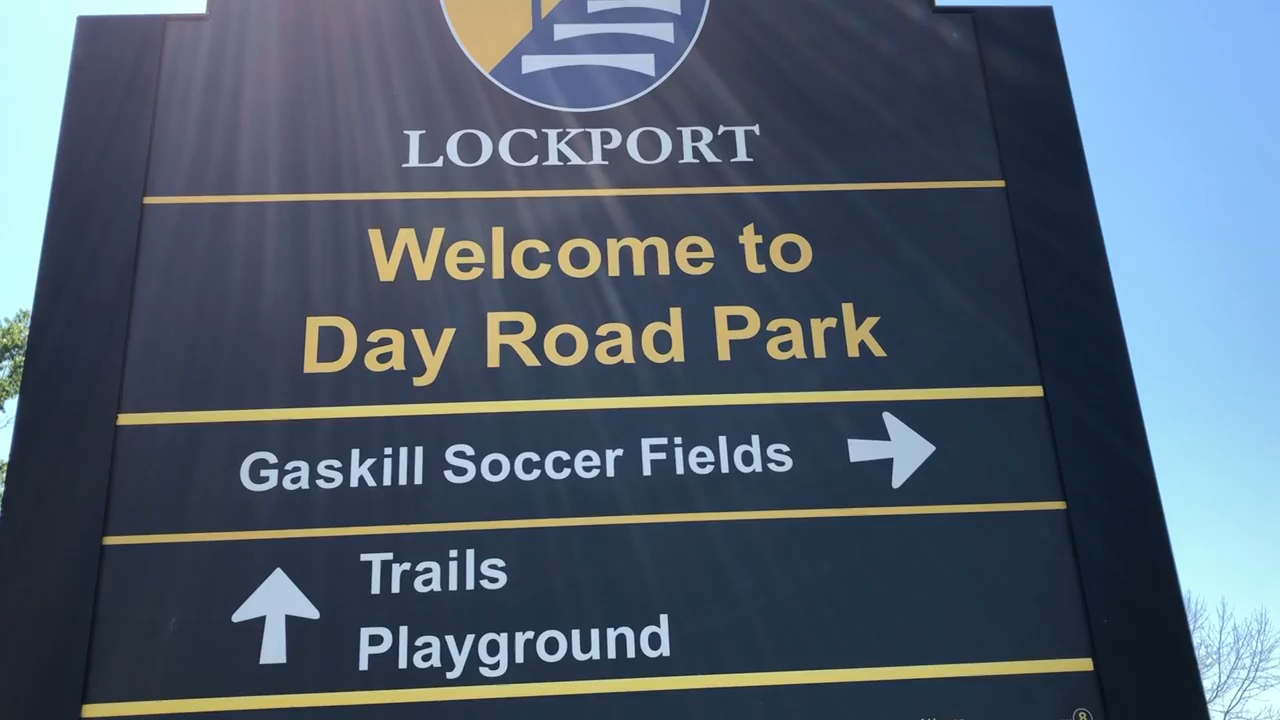 LOCKPORT
Welcome to
Day Road Park
Gaskill Soccer Fields
Trails
Playground